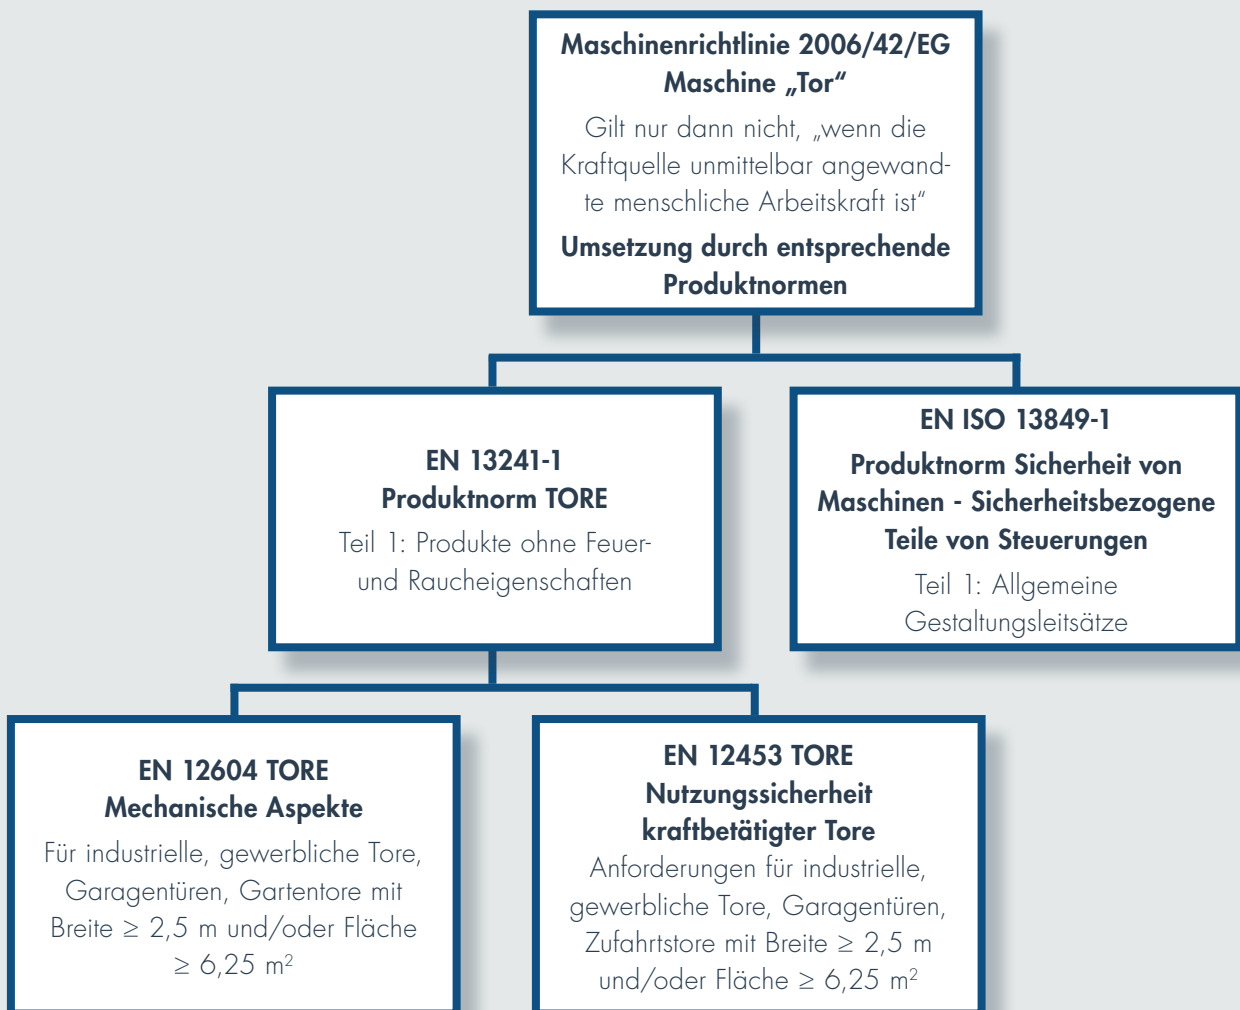 Maschinenrichtlinie 2006/42/EG
Maschine „Tor“
Gilt nur dann nicht, „wenn die
Kraftquelle unmittelbar angewand-
te menschliche Arbeitskraft ist“
Umsetzung durch entsprechende
Produktnormen
EN 13241-1
Produktnorm TORE
Teil 1: Produkte ohne Feuer-
und Raucheigenschaften
EN ISO 13849-1
Produktnorm Sicherheit von
Maschinen - Sicherheitsbezogene
Teile von Steuerungen
Teil 1: Allgemeine
Gestaltungsleitsätze
EN 12604 TORE
Mechanische Aspekte
Für industrielle, gewerbliche Tore,
Garagentüren, Gartentore mit
Breite ≥ 2,5 m und/oder Fläche
≥ 6,25 m²
EN 12453 TORE
Nutzungssicherheit
kraftbetätigter Tore
Anforderungen für industrielle,
gewerbliche Tore, Garagentüren,
Zufahrtstore mit Breite ≥ 2,5 m
und/oder Fläche ≥ 6,25 m²